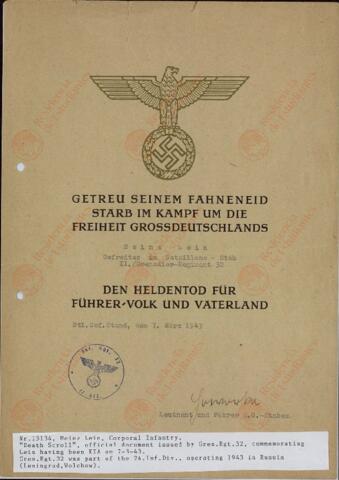 GETREU SEINEM FAHNENEID
STARB IM KAMPF UM DIE
FREIHEIT GROSSDEUTSCHLANDS
Heinz Lein
Gefreiter im Bataillons - Stab
II./Grenadier-Regiment 32
DEN HELDENTOD FÜR
FÜHRER-VOLK UND VATERLAND
Btl.Gef.Stand, den 7. März 1943
Leutnant und Führer
Nr.13134, Heinz Lein, Corporal Infantry.
"Death Scroll", official document issued by Gren.Rgt.32, commemorating
Lein having been KIA on 7-3-43.
Gren.Rgt.32 was part of the 24.Inf.Div., operating 1943 in Russia
(Leningrad,Wolchow).